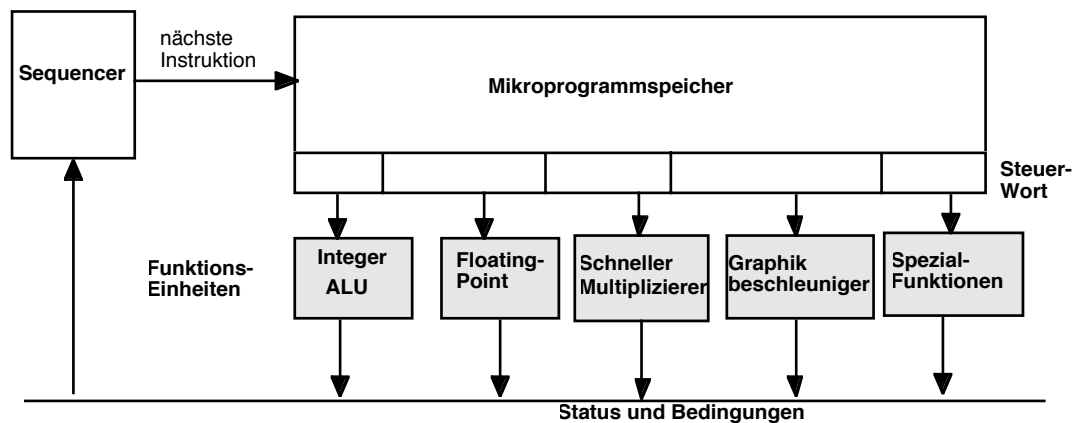 Sequencer
nächste
Instruktion
Mikroprogrammspeicher
Steuer-
Wort
Funktions-
Einheiten
Integer
ALU
Floating-
Point
Schneller
Multiplizierer
Graphik
beschleuniger
Spezial-
Funktionen
Status und Bedingungen